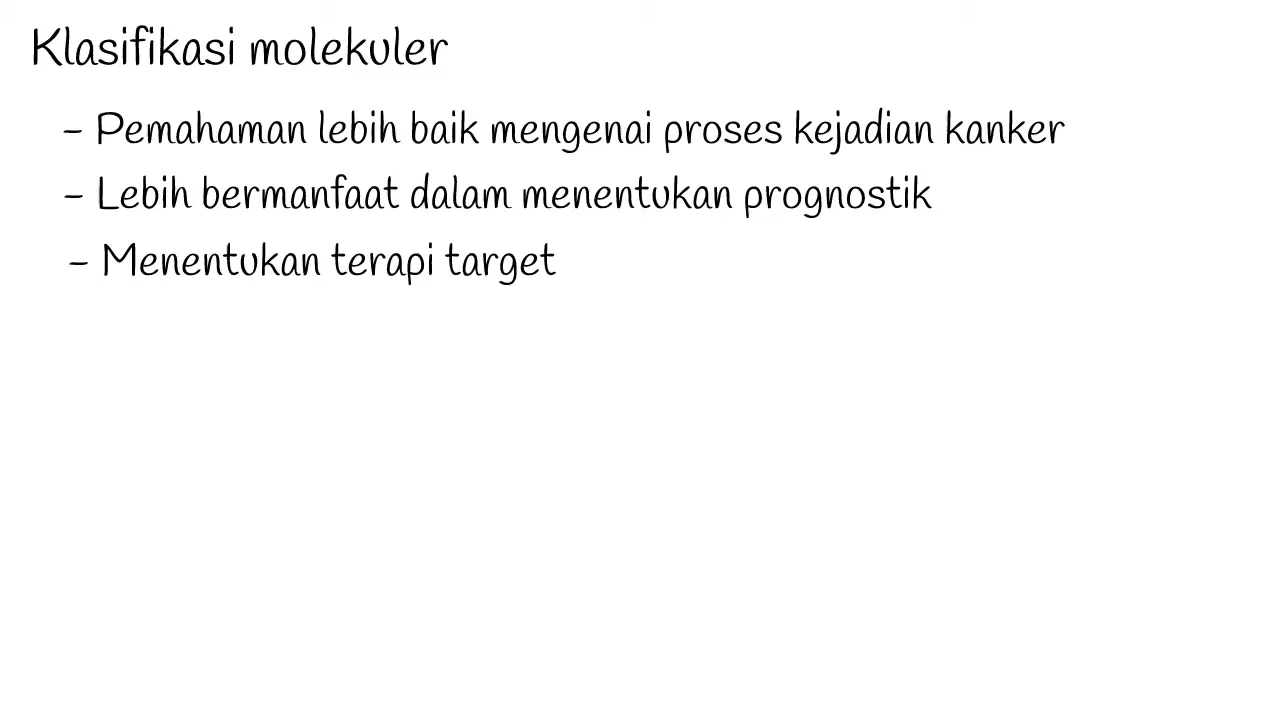 Klasifikasi molekuler
- Pemahaman lebih baik mengenai proses kejadian kanker
- Lebih bermanfaat dalam menentukan prognostik
- Menentukan terapi target